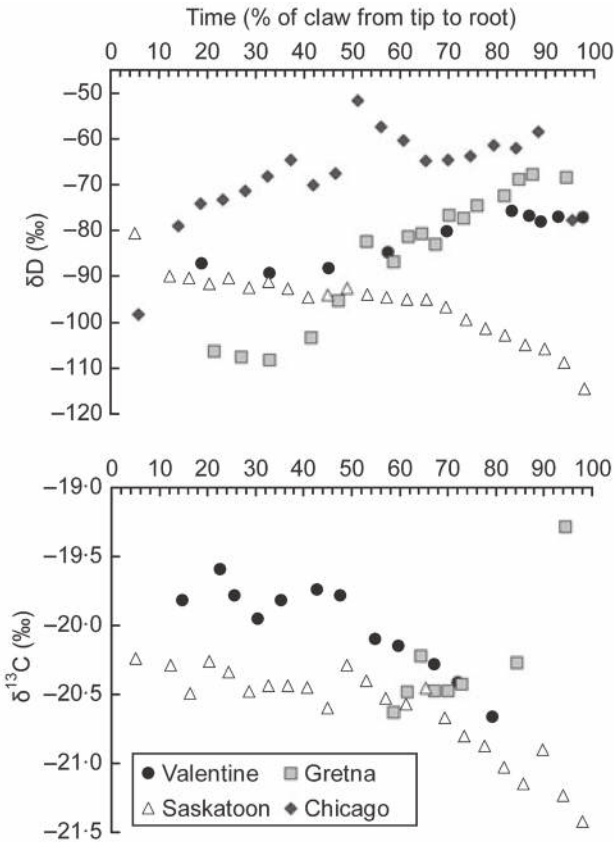 Time (% of claw from tip to root)
0 10 20 30 40 50 60 70 80 90 100
−50
−60
−70
−80
−90
−100
−110
−120
δD (‰)
0 10 20 30 40 50 60 70 80 90 100
−19·0
−19·5
−20·0
−20·5
−21·0
−21·5
δ¹³C (‰)
Valentine Gretna
Saskatoon Chicago